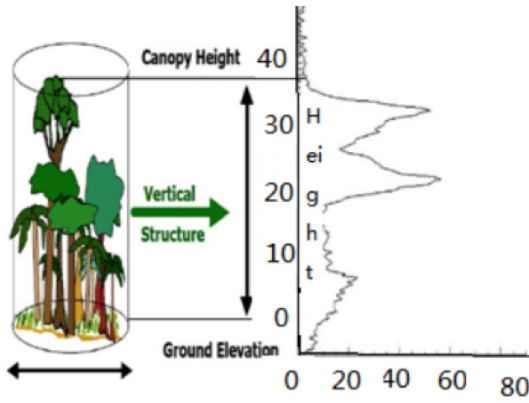 Canopy Height
40
30
H
ei
20
g
Vertical
Structure
10
h
t
0
Ground Elevation
0 20 40 60 80